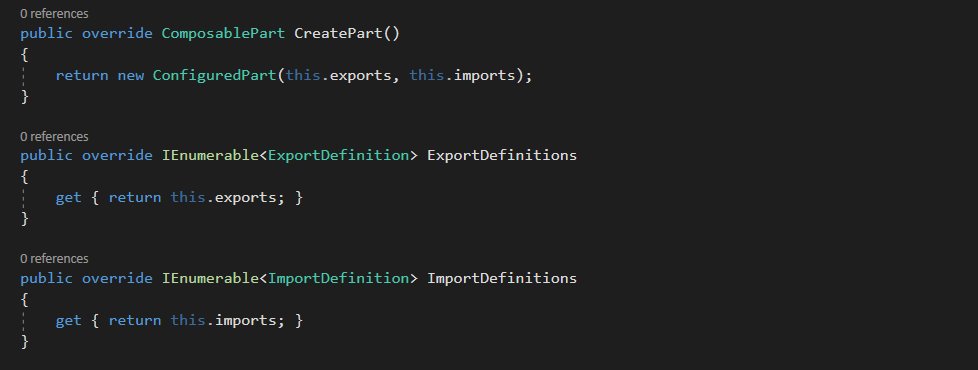 0 references
public override ComposablePart CreatePart()
{
    return new ConfiguredPart(this.exports, this.imports);
}
0 references
public override IEnumerable<ExportDefinition> ExportDefinitions
{
    get { return this.exports; }
}
0 references
public override IEnumerable<ImportDefinition> ImportDefinitions
{
    get { return this.imports; }
}